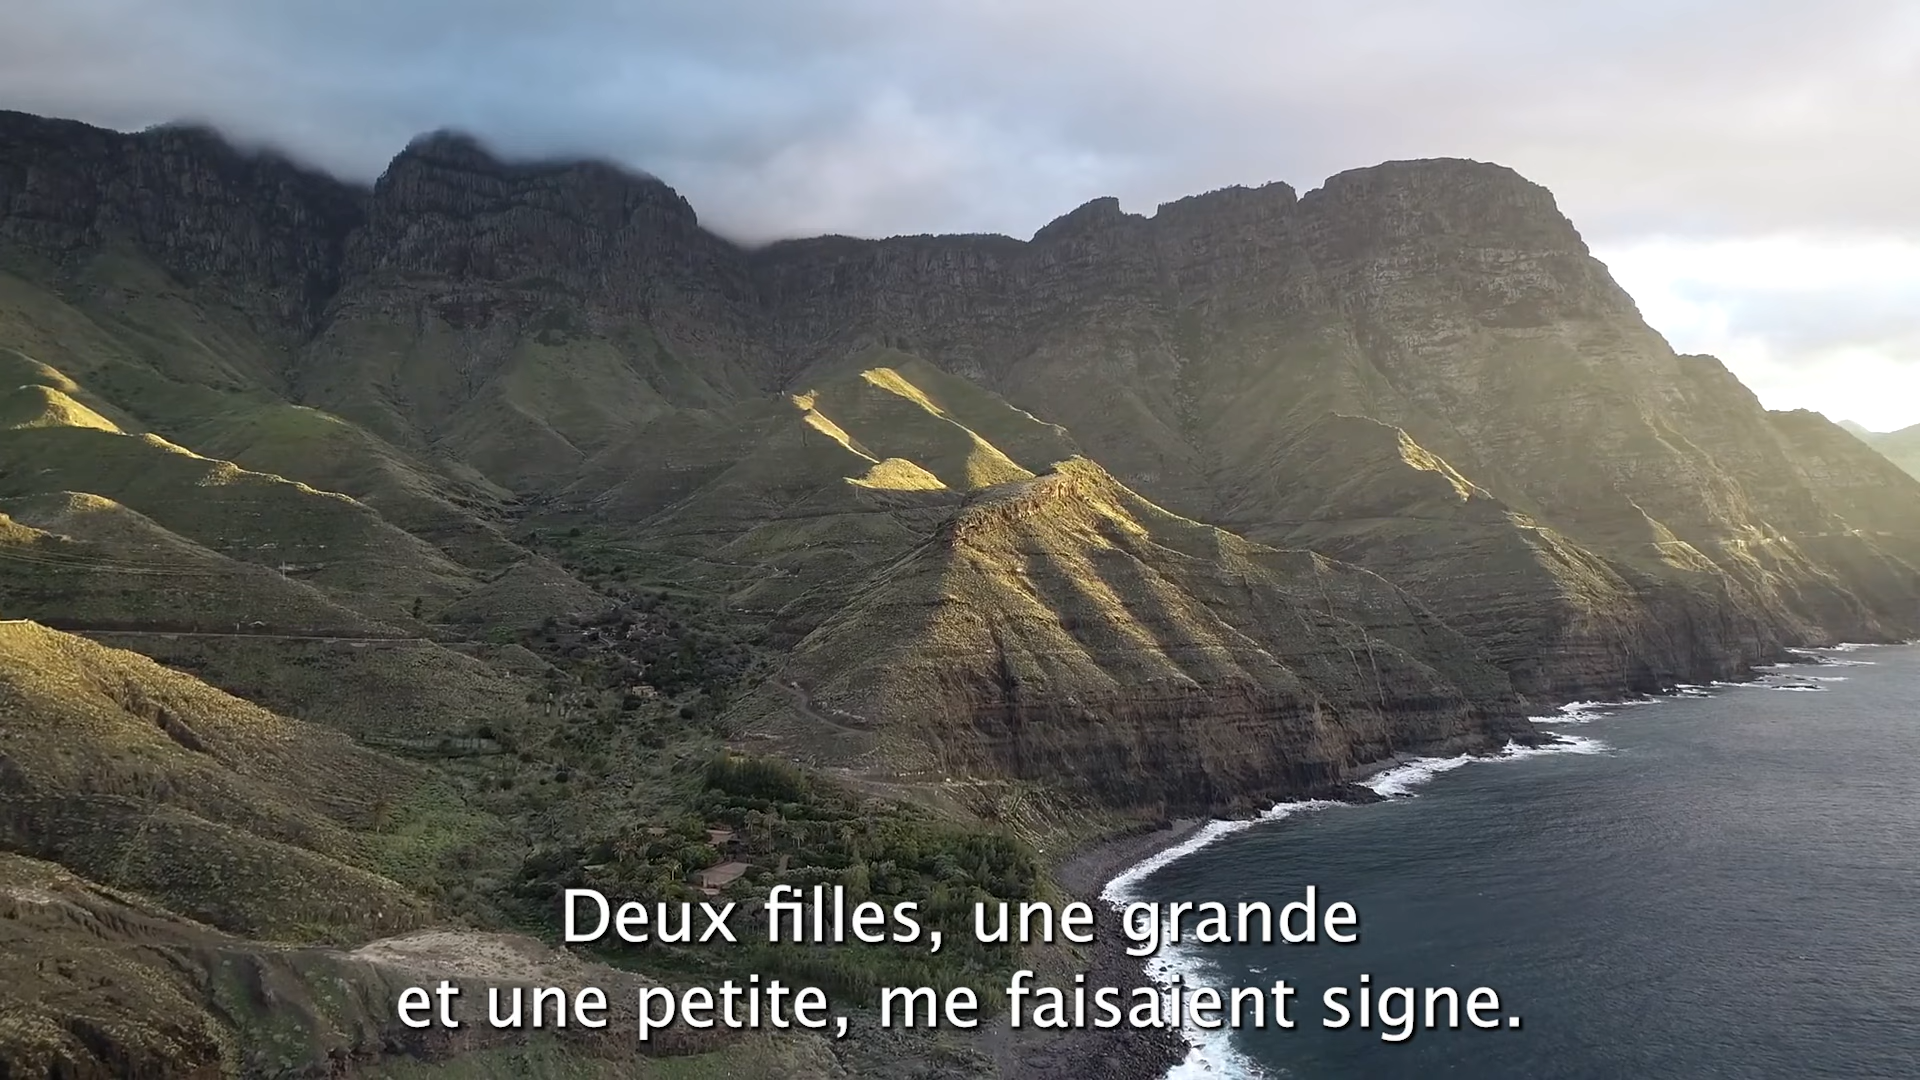 Deux filles, une grande
et une petite, me faisaient signe.